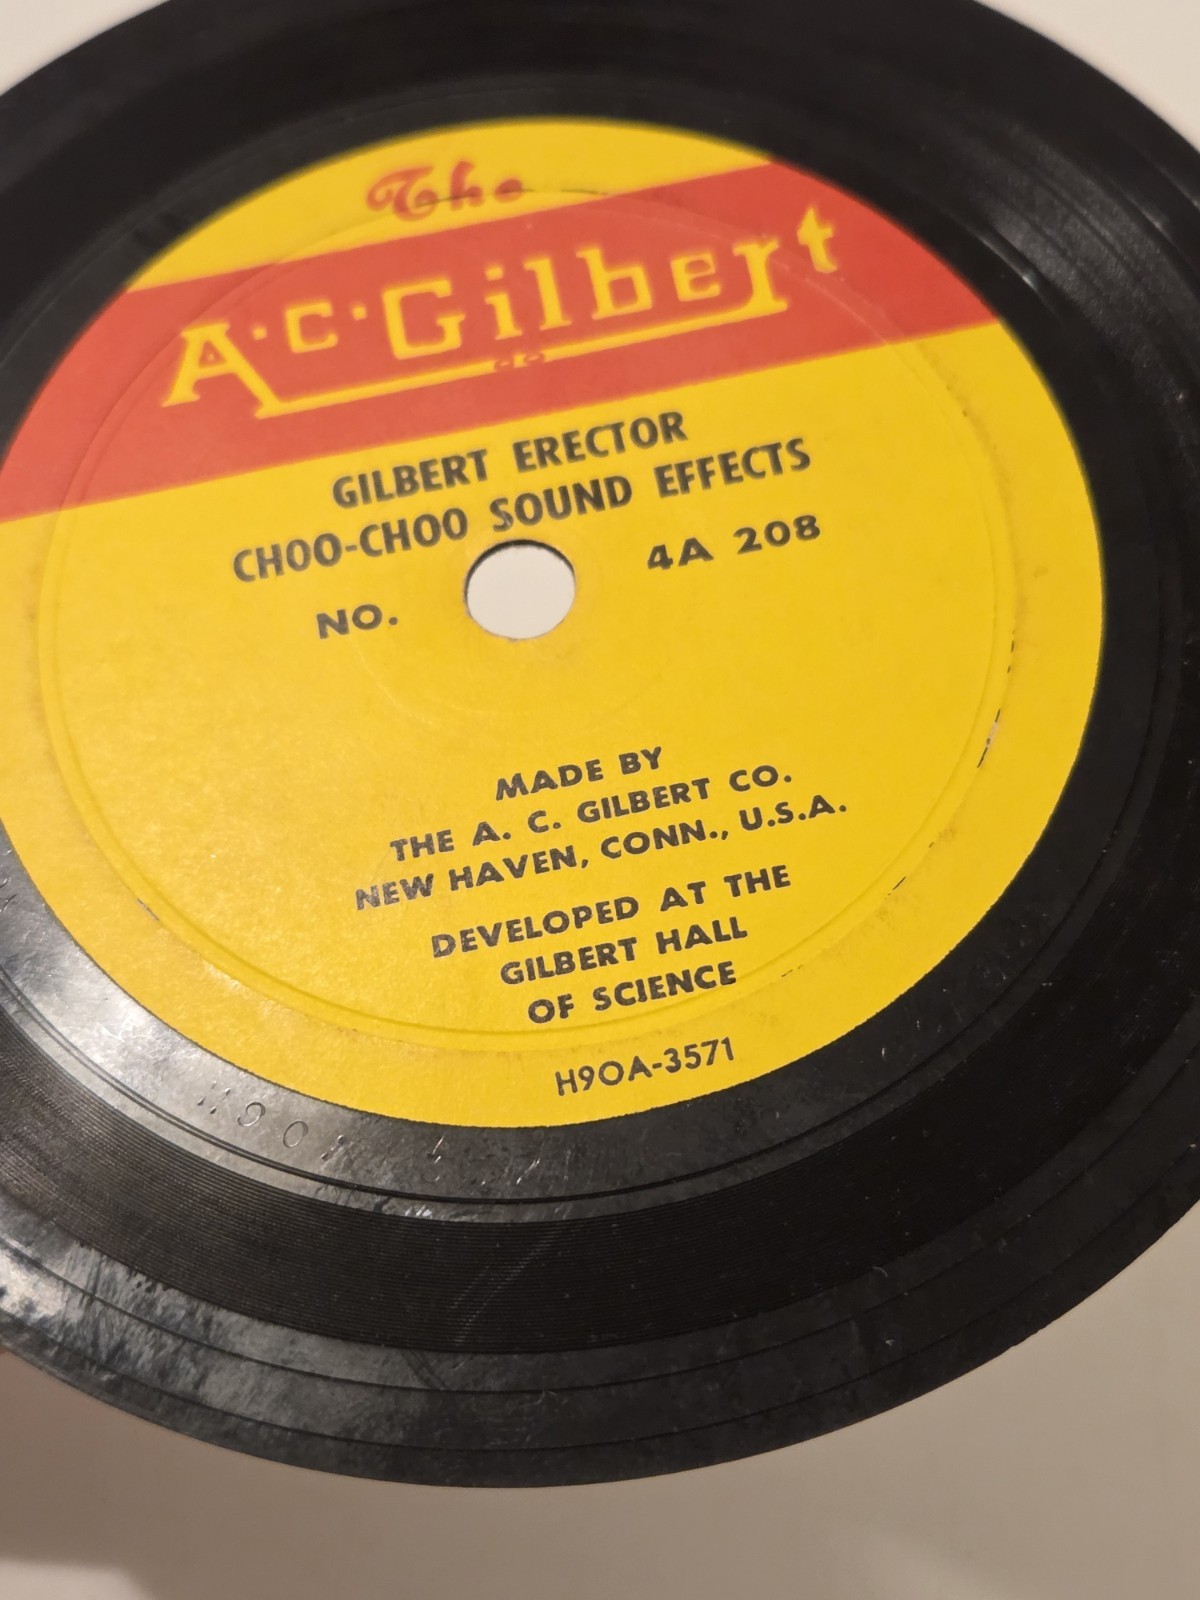 The
A·C·Gilbert
CO
GILBERT ERECTOR
CHOO-CHOO SOUND EFFECTS
NO. 4A 208
MADE BY
THE A. C. GILBERT CO.
NEW HAVEN, CONN., U.S.A.
DEVELOPED AT THE
GILBERT HALL
OF SCIENCE
H9OA-3571